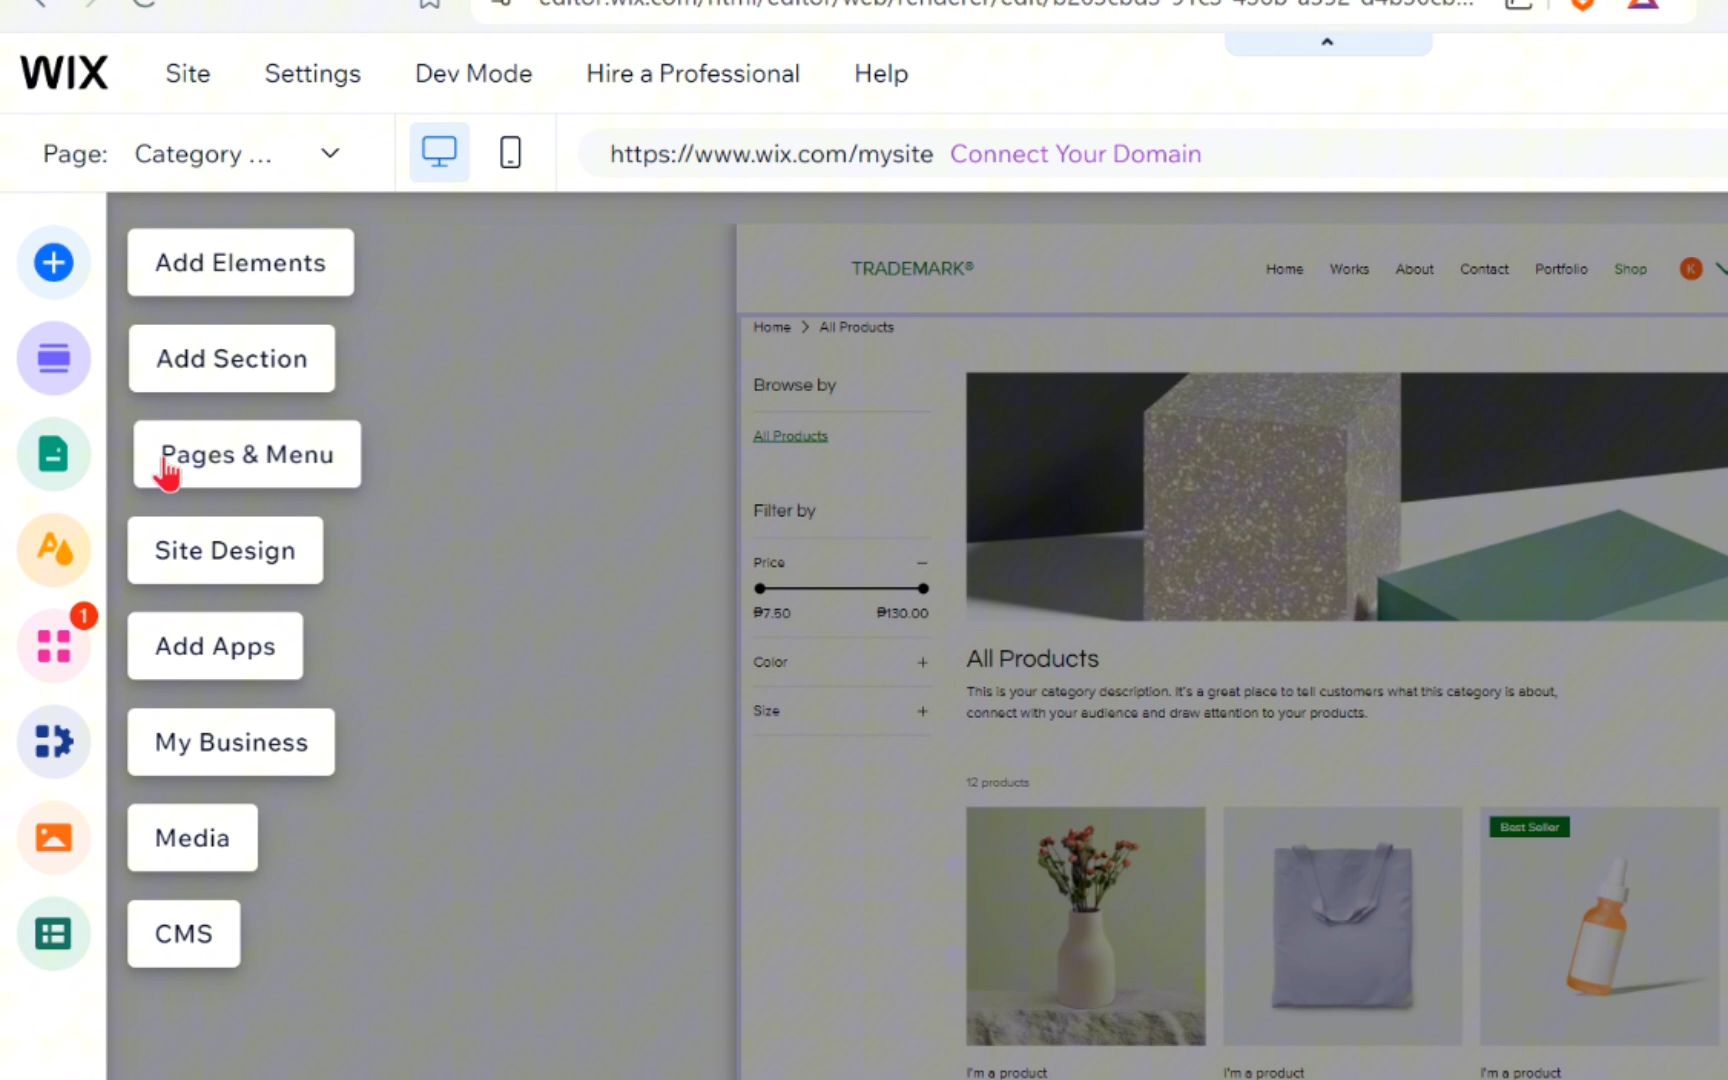 WIX Site Settings Dev Mode Hire a Professional Help
Page: Category ... https://www.wix.com/mysite Connect Your Domain
Add Elements
Add Section
Pages & Menu
Site Design
1
Add Apps
My Business
Media
CMS
TRADEMARK® Home Works About Contact Portfolio Shop K
Home > All Products
Browse by
All Products
Filter by
Price
₱7.50 ₱130.00
Color +
Size +
All Products
This is your category description. It's a great place to tell customers what this category is about,
connect with your audience and draw attention to your products.
12 products
Best Seller
I'm a product I'm a product I'm a product